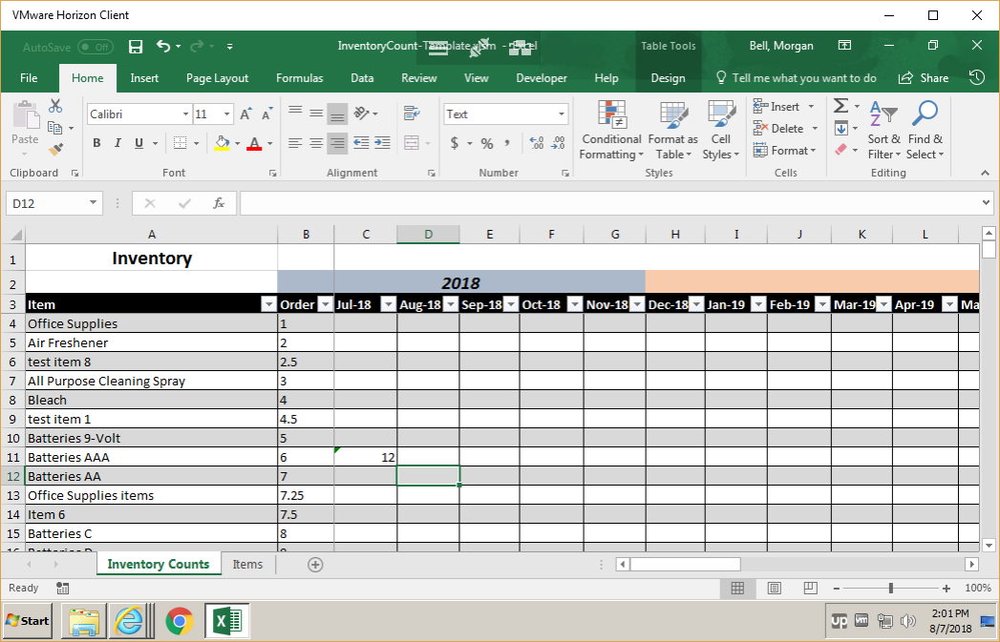 VMware Horizon Client
AutoSave Off InventoryCount-Template.xlsm - Excel Table Tools Bell, Morgan
File Home Insert Page Layout Formulas Data Review View Developer Help Design Tell me what you want to do Share
Calibri 11 Text Insert
Paste B I U A $ % , .00 Conditional Formatting Format as Table Cell Styles Delete Sort & Filter Find & Select
Format
Clipboard Font Alignment Number Styles Cells Editing
D12 fx
A B C D E F G H I J K L
1 Inventory
2 2018
3 Item Order Jul-18 Aug-18 Sep-18 Oct-18 Nov-18 Dec-18 Jan-19 Feb-19 Mar-19 Apr-19 Ma
4 Office Supplies 1
5 Air Freshener 2
6 test item 8 2.5
7 All Purpose Cleaning Spray 3
8 Bleach 4
9 test item 1 4.5
10 Batteries 9-Volt 5
11 Batteries AAA 6 12
12 Batteries AA 7
13 Office Supplies items 7.25
14 Item 6 7.5
15 Batteries C 8
Inventory Counts Items
Ready 100%
Start up vm 2:01 PM
8/7/2018